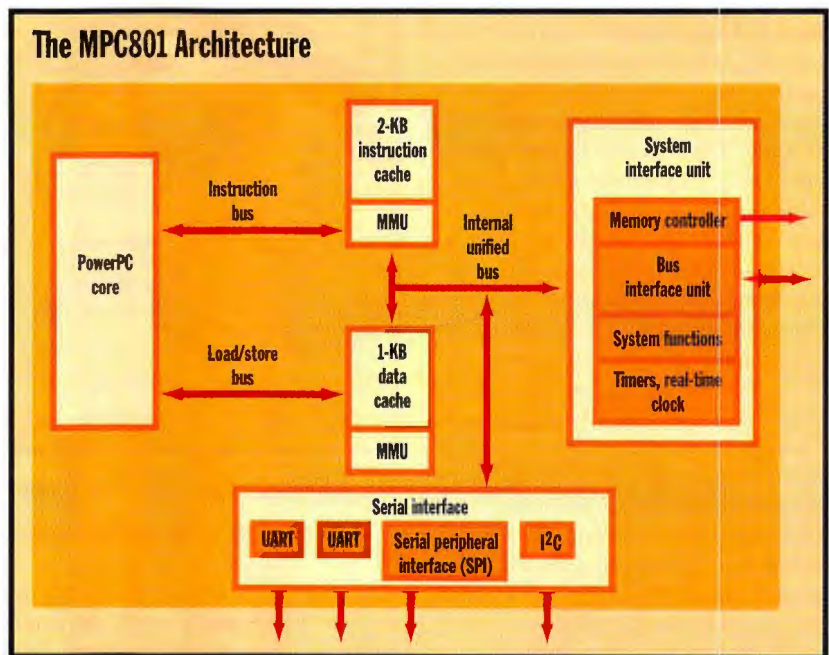 The MPC801 Architecture
2-KB
instruction
cache
MMU
Instruction
bus
PowerPC
core
Load/store
bus
1-KB
data
cache
MMU
Internal
unified
bus
System
interface unit
Memory controller
Bus
interface unit
System functions
Timers, real-time
clock
Serial interface
UART
UART
Serial peripheral
interface (SPI)
I²C